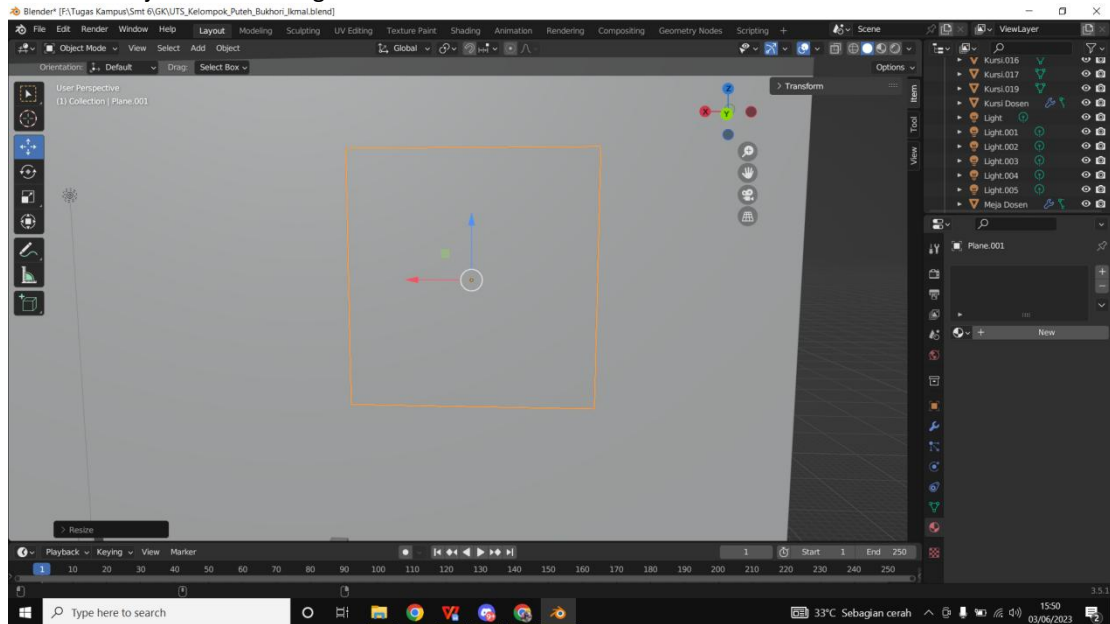 Blender* [F:\Tugas Kampus\Smt 6\GK\UTS_Kelompok_Puteh_Bukhori_Ikmal.blend]
File Edit Render Window Help Layout Modeling Sculpting UV Editing Texture Paint Shading Animation Rendering Compositing Geometry Nodes Scripting + Scene ViewLayer
Object Mode View Select Add Object Global
Orientation: Default Drag: Select Box Options
User Perspective
(1) Collection | Plane.001
Z
X
Y
> Transform
Item
Tool
View
Kursi.016
Kursi.017
Kursi.019
Kursi Dosen
Light
Light.001
Light.002
Light.003
Light.004
Light.005
Meja Dosen
Plane.001
+ New
> Resize
Playback Keying View Marker 1 Start 1 End 250
1 10 20 30 40 50 60 70 80 90 100 110 120 130 140 150 160 170 180 190 200 210 220 230 240 250
3.5.1
Type here to search 33°C Sebagian cerah 15:50
03/06/2023